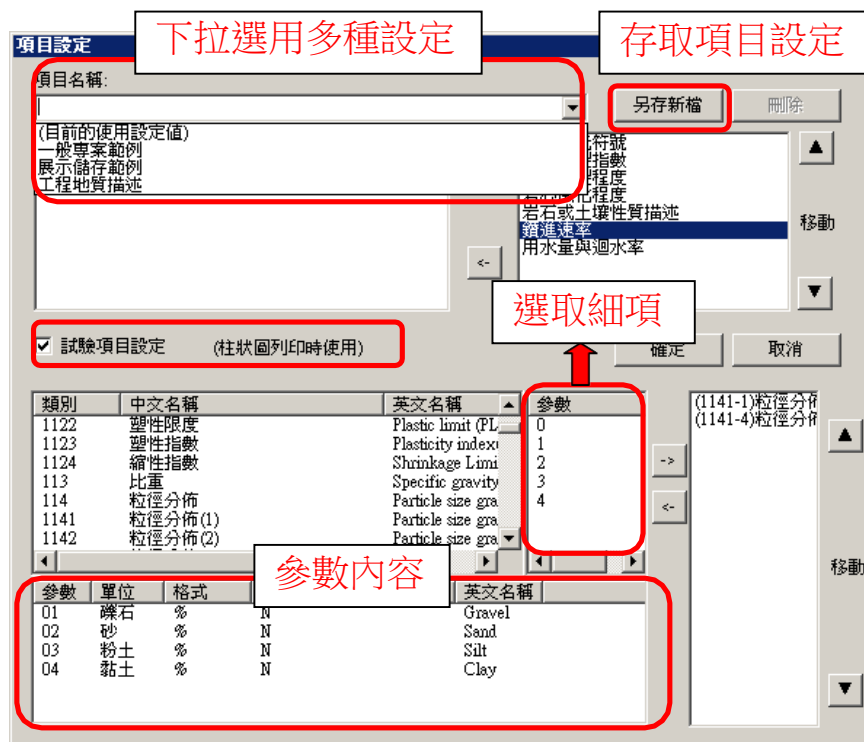 下拉選用多種設定
存取項目設定
項目設定
項目名稱:
另存新檔
刪除
(目前的使用設定值)
一般專案範例
展示儲存範例
工程地質描述
符號
指數
程度
程度
岩石或土壤性質描述
鑽進速率
用水量與迴水率
移動
<-
選取細項
試驗項目設定 (柱狀圖列印時使用)
確定
取消
類別 中文名稱 英文名稱
1122 塑性限度 Plastic limit (PL
1123 塑性指數 Plasticity index
1124 縮性指數 Shrinkage Limi
113 比重 Specific gravity
114 粒徑分佈 Particle size gra
1141 粒徑分佈(1) Particle size gra
1142 粒徑分佈(2) Particle size gra
參數
0
1
2
3
4
->
<-
(1141-1)粒徑分佈
(1141-4)粒徑分佈
移動
參數內容
參數 單位 格式 英文名稱
01 礫石 % N Gravel
02 砂 % N Sand
03 粉土 % N Silt
04 黏土 % N Clay